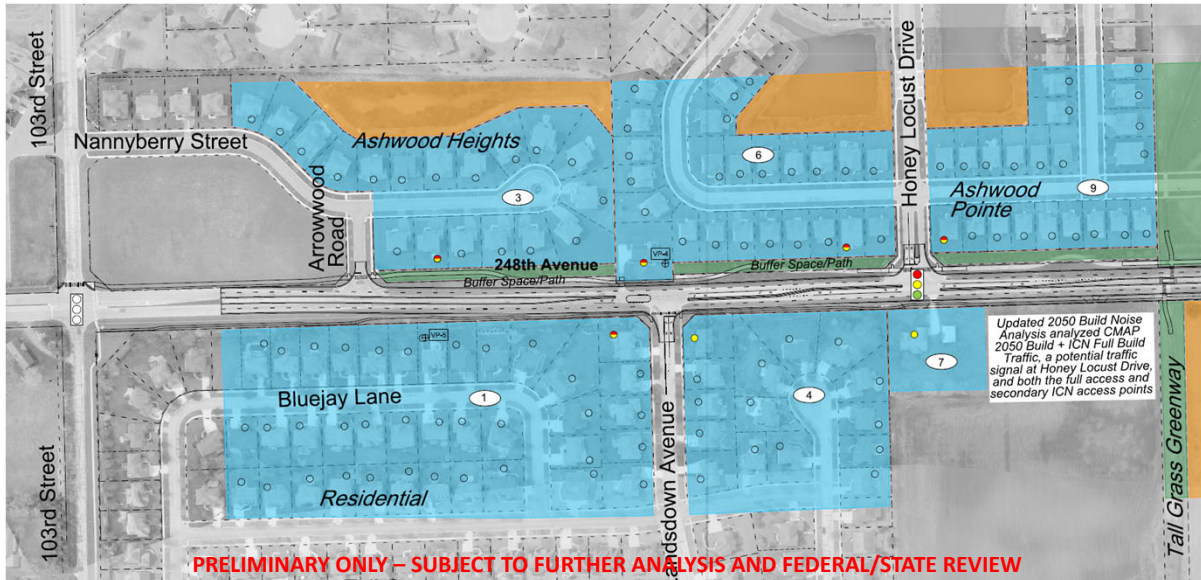 103rd Street
Nannyberry Street
Ashwood Heights
Arrowwood
Road
3
6
Honey Locust Drive
Ashwood
Pointe
9
VP-4
248th Avenue
Buffer Space/Path
Buffer Space/Path
VP-5
Bluejay Lane
1
Residential
103rd Street
Landsdown Avenue
4
7
Updated 2050 Build Noise
Analysis analyzed CMAP
2050 Build + ICN Full Build
Traffic, a potential traffic
signal at Honey Locust Drive,
and both the full access and
secondary ICN access points
Tall Grass Greenway
PRELIMINARY ONLY – SUBJECT TO FURTHER ANALYSIS AND FEDERAL/STATE REVIEW